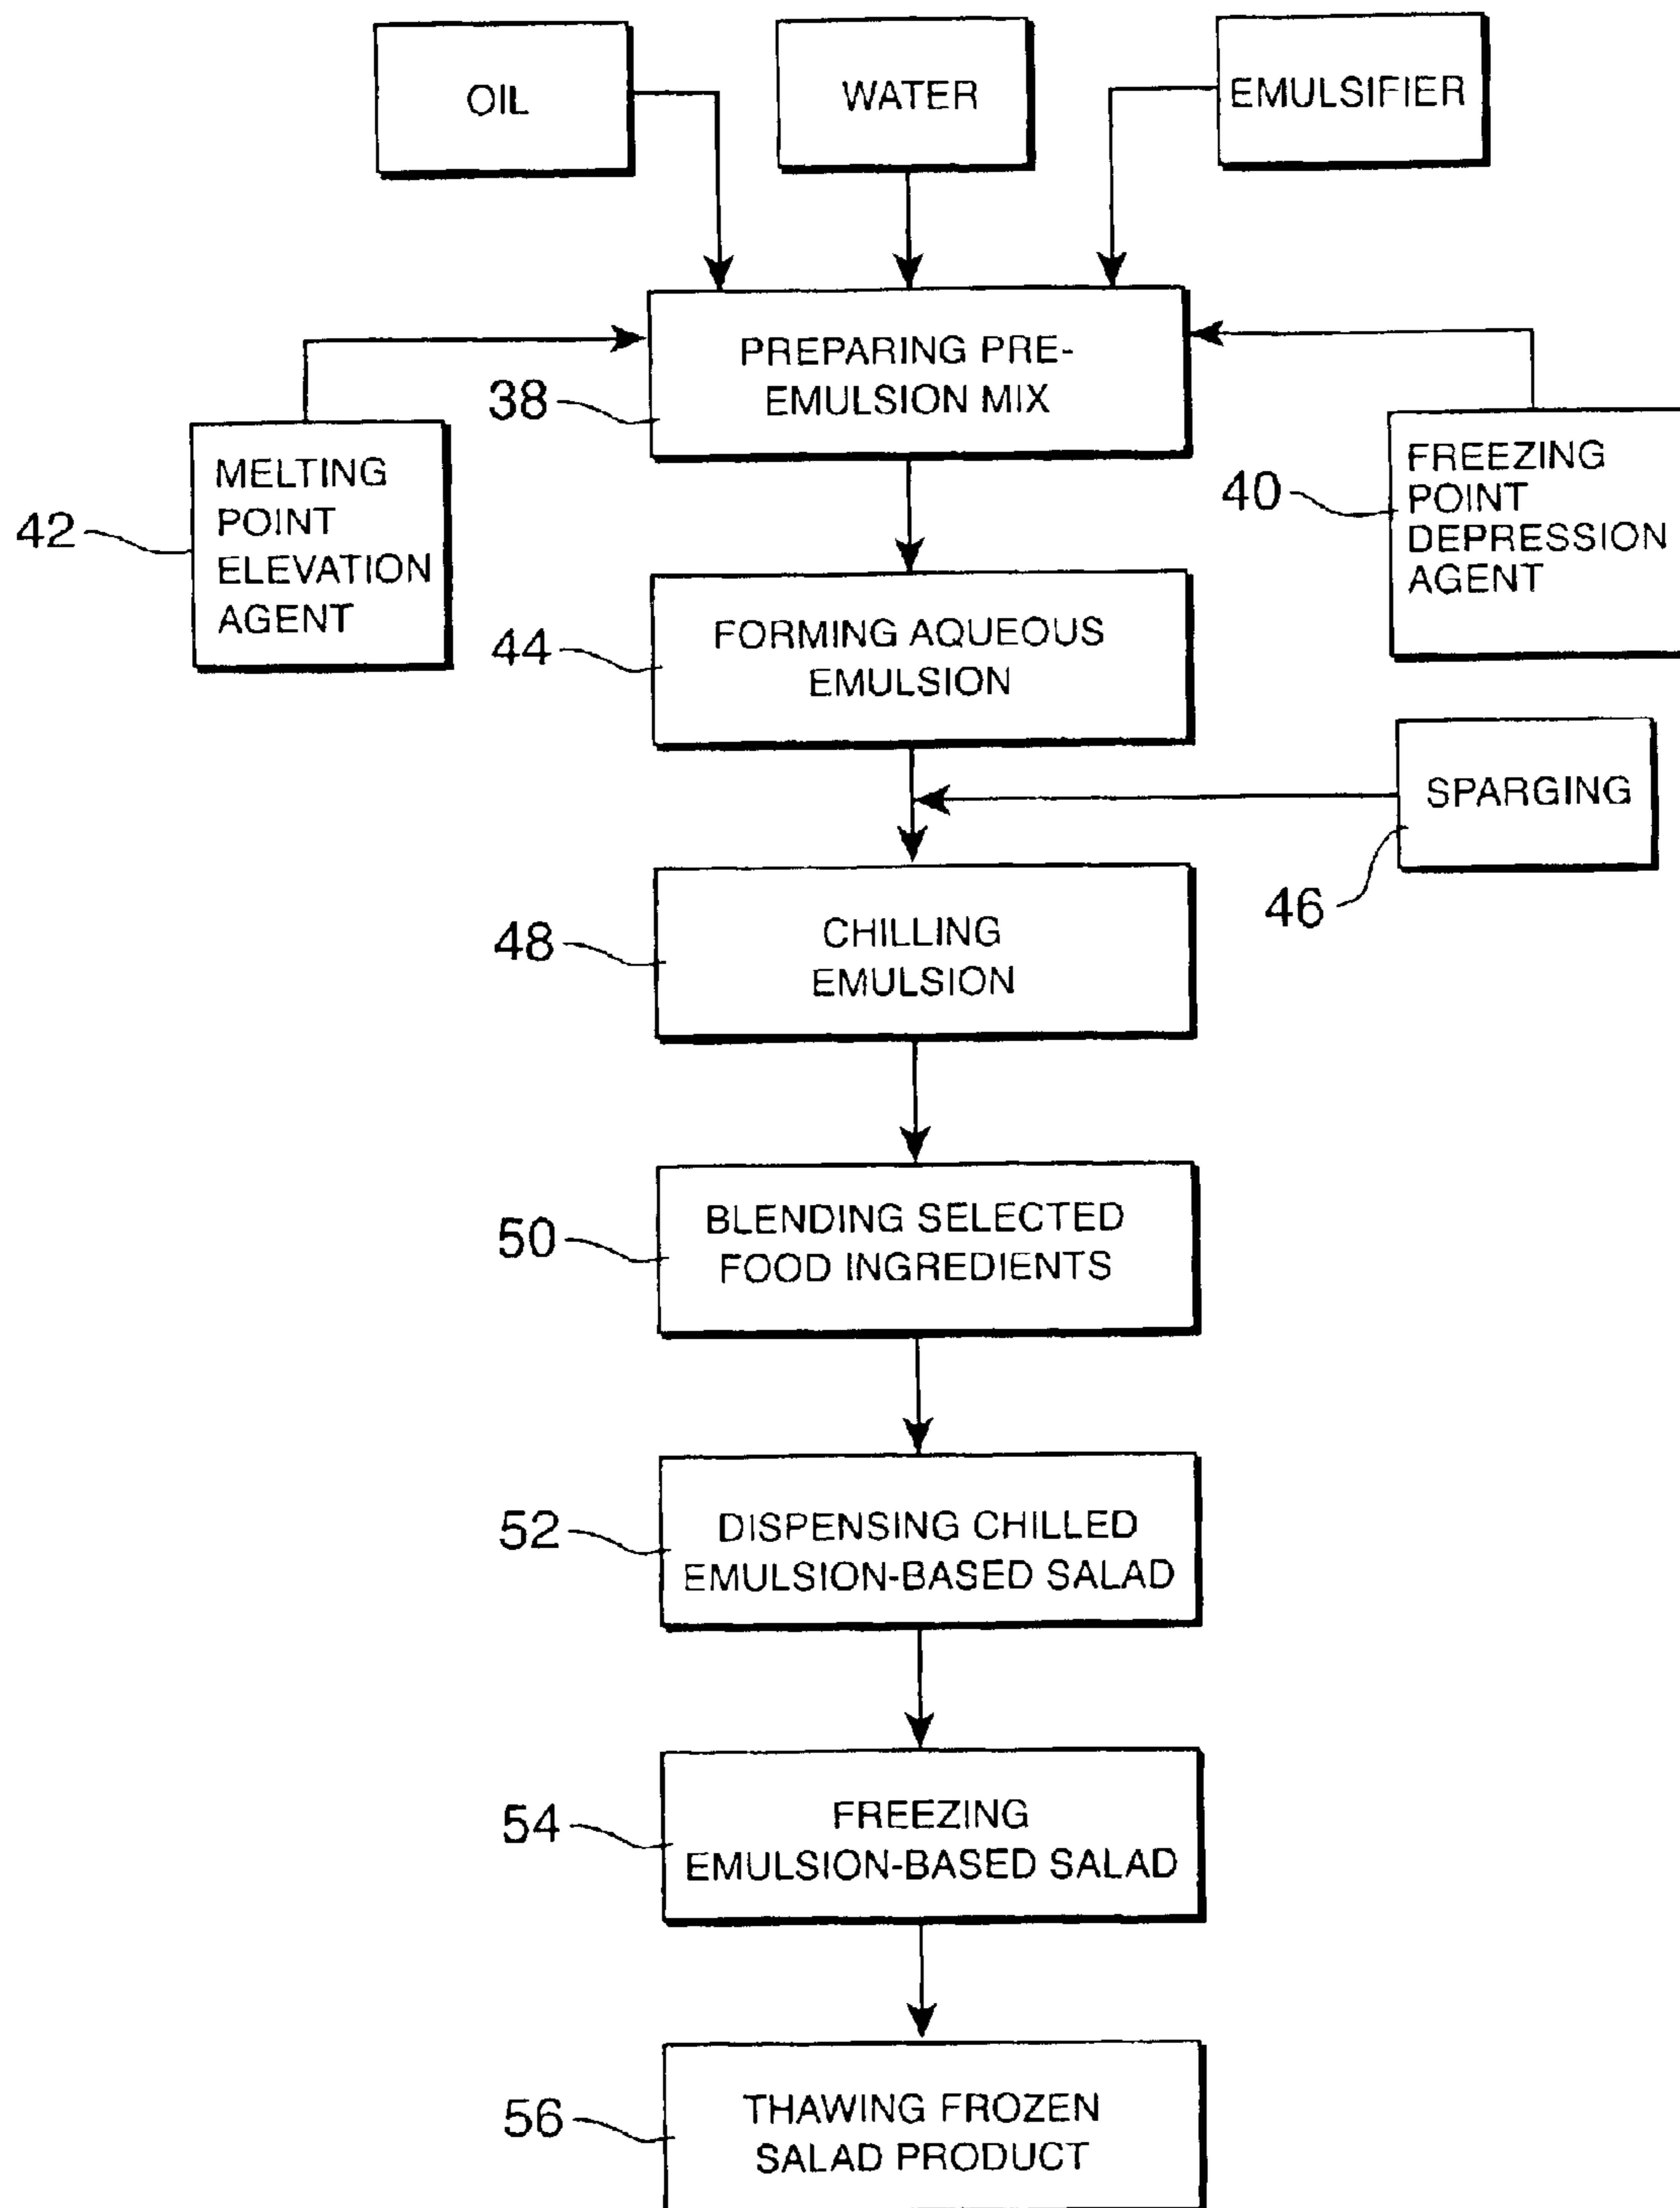 OIL
WATER
EMULSIFIER
PREPARING PRE-
EMULSION MIX
38
MELTING
POINT
ELEVATION
AGENT
42
FREEZING
POINT
DEPRESSION
AGENT
40
FORMING AQUEOUS
EMULSION
44
SPARGING
46
CHILLING
EMULSION
48
BLENDING SELECTED
FOOD INGREDIENTS
50
DISPENSING CHILLED
EMULSION-BASED SALAD
52
FREEZING
EMULSION-BASED SALAD
54
THAWING FROZEN
SALAD PRODUCT
56